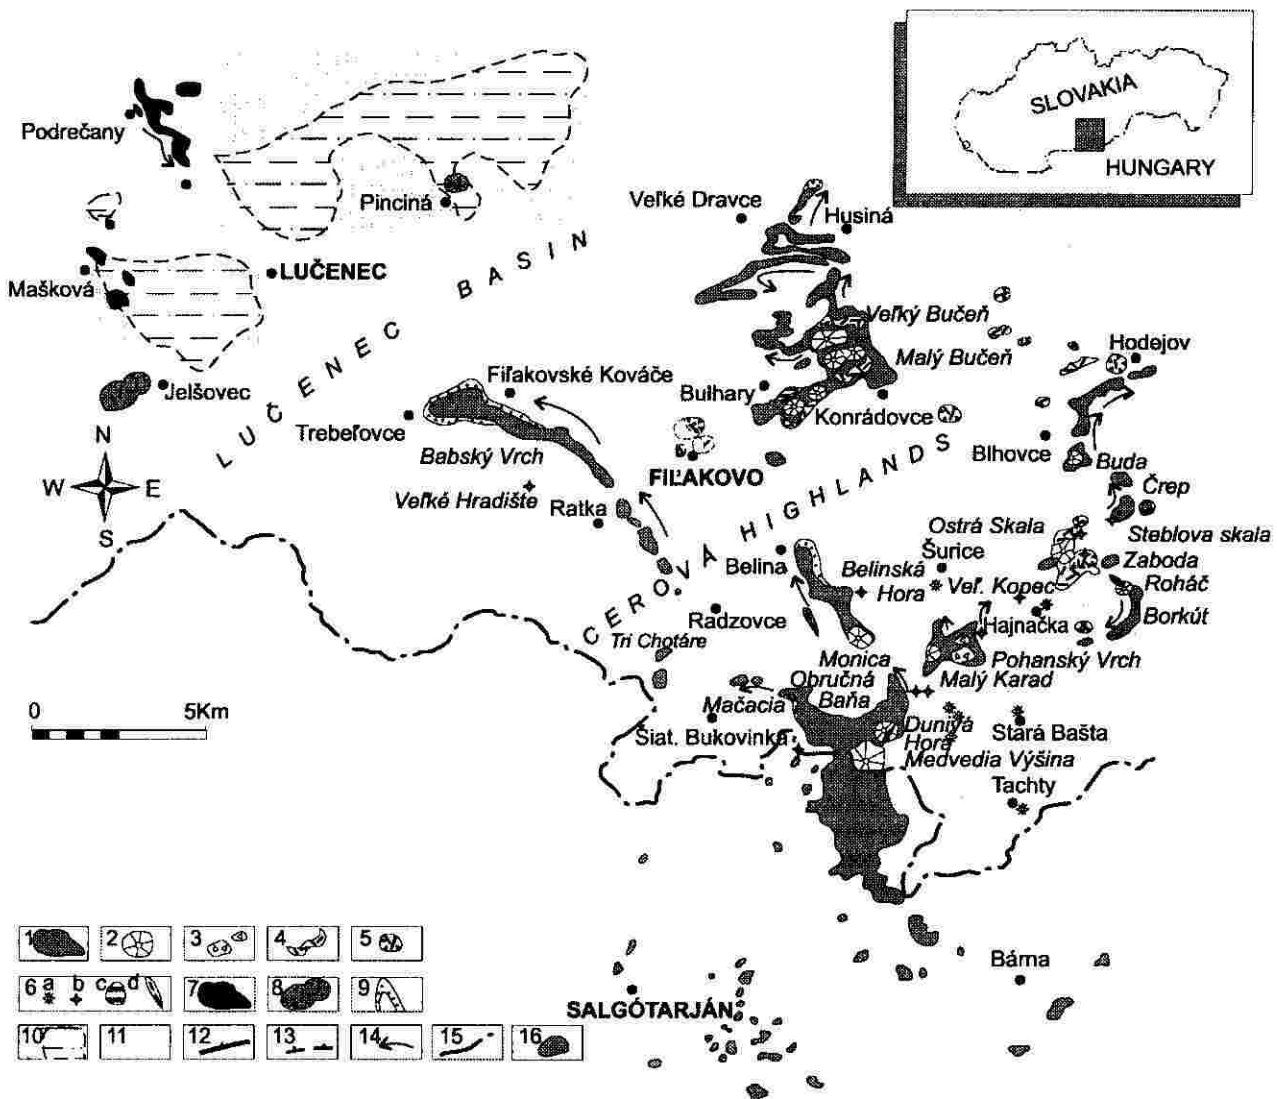 SLOVAKIA
HUNGARY
Podrečany
Pinciná
Veľké Dravce
Husiná
LUČENEC
Mašková
LUČENEC BASIN
Veľký Bučeň
Malý Bučeň
Hodejov
Jelšovec
Fiľakovské Kováče
Bulhary
Konrádovce
Trebeľovce
Babský Vrch
FIĽAKOVO
Blhovce
Buda
N
W E
S
Veľké Hradište
Ratka
Črep
Ostrá Skala
Steblova skala
Šurice
Zaboda
CEROVÁ HIGHLANDS
Belina
Belinská
Hora
Veľ. Kopec
Roháč
Radzovce
Hajnačka
Borkút
Tri Chotáre
Monica
Pohanský Vrch
Obručná
Baňa
Malý Karad
Mačacia
0 5Km
Šiat. Bukovinka
Dunivá
Hora
Stará Bašta
Medvedia Výšina
Tachty
Bárna
SALGÓTARJÁN
1 2 3 4 5
6 a b c d 7 8 9
10 11 12 13 14 15 16